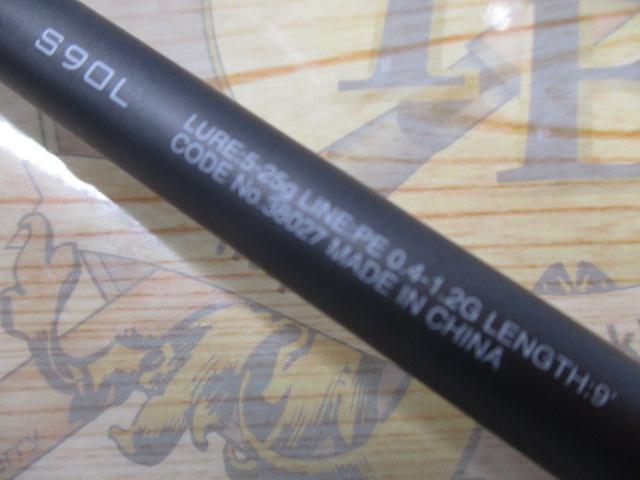 S90L
LURE:5-25g LINE:PE 0.4-1.2G LENGTH:9'
CODE No.38027 MADE IN CHINA